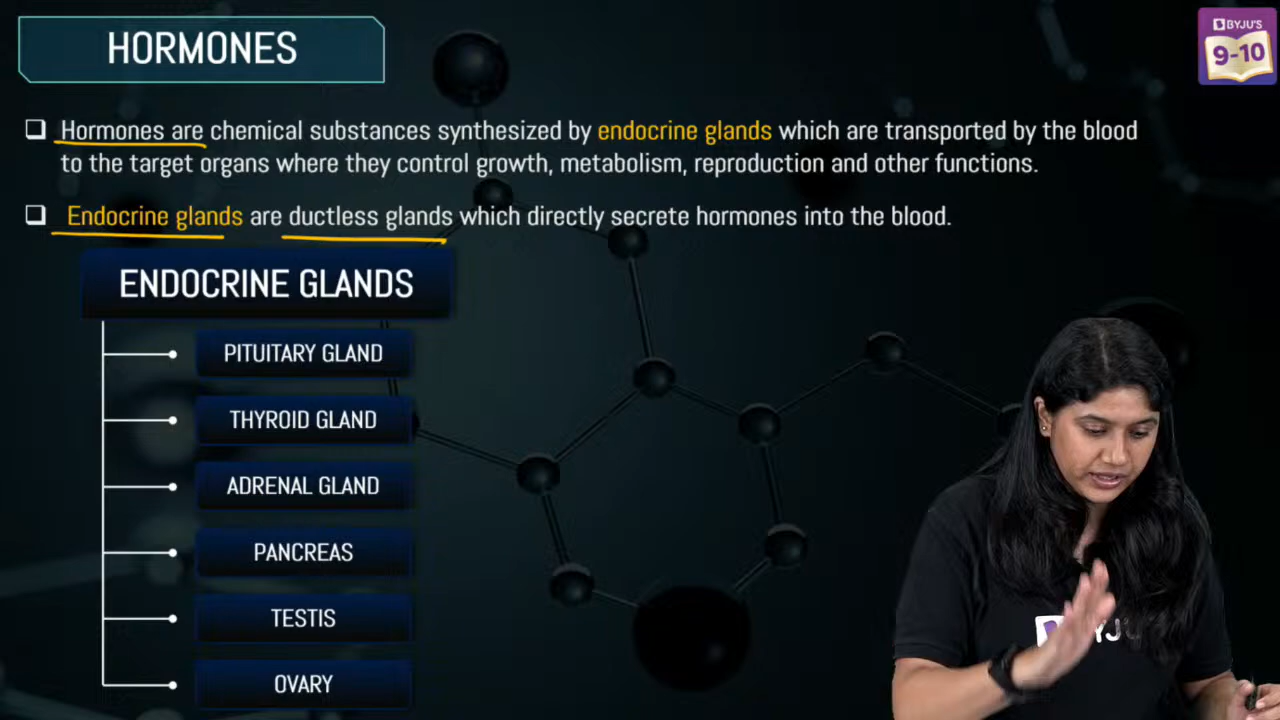 HORMONES
BYJU'S
9-10
Hormones are chemical substances synthesized by endocrine glands which are transported by the blood
to the target organs where they control growth, metabolism, reproduction and other functions.
Endocrine glands are ductless glands which directly secrete hormones into the blood.
ENDOCRINE GLANDS
PITUITARY GLAND
THYROID GLAND
ADRENAL GLAND
PANCREAS
TESTIS
OVARY